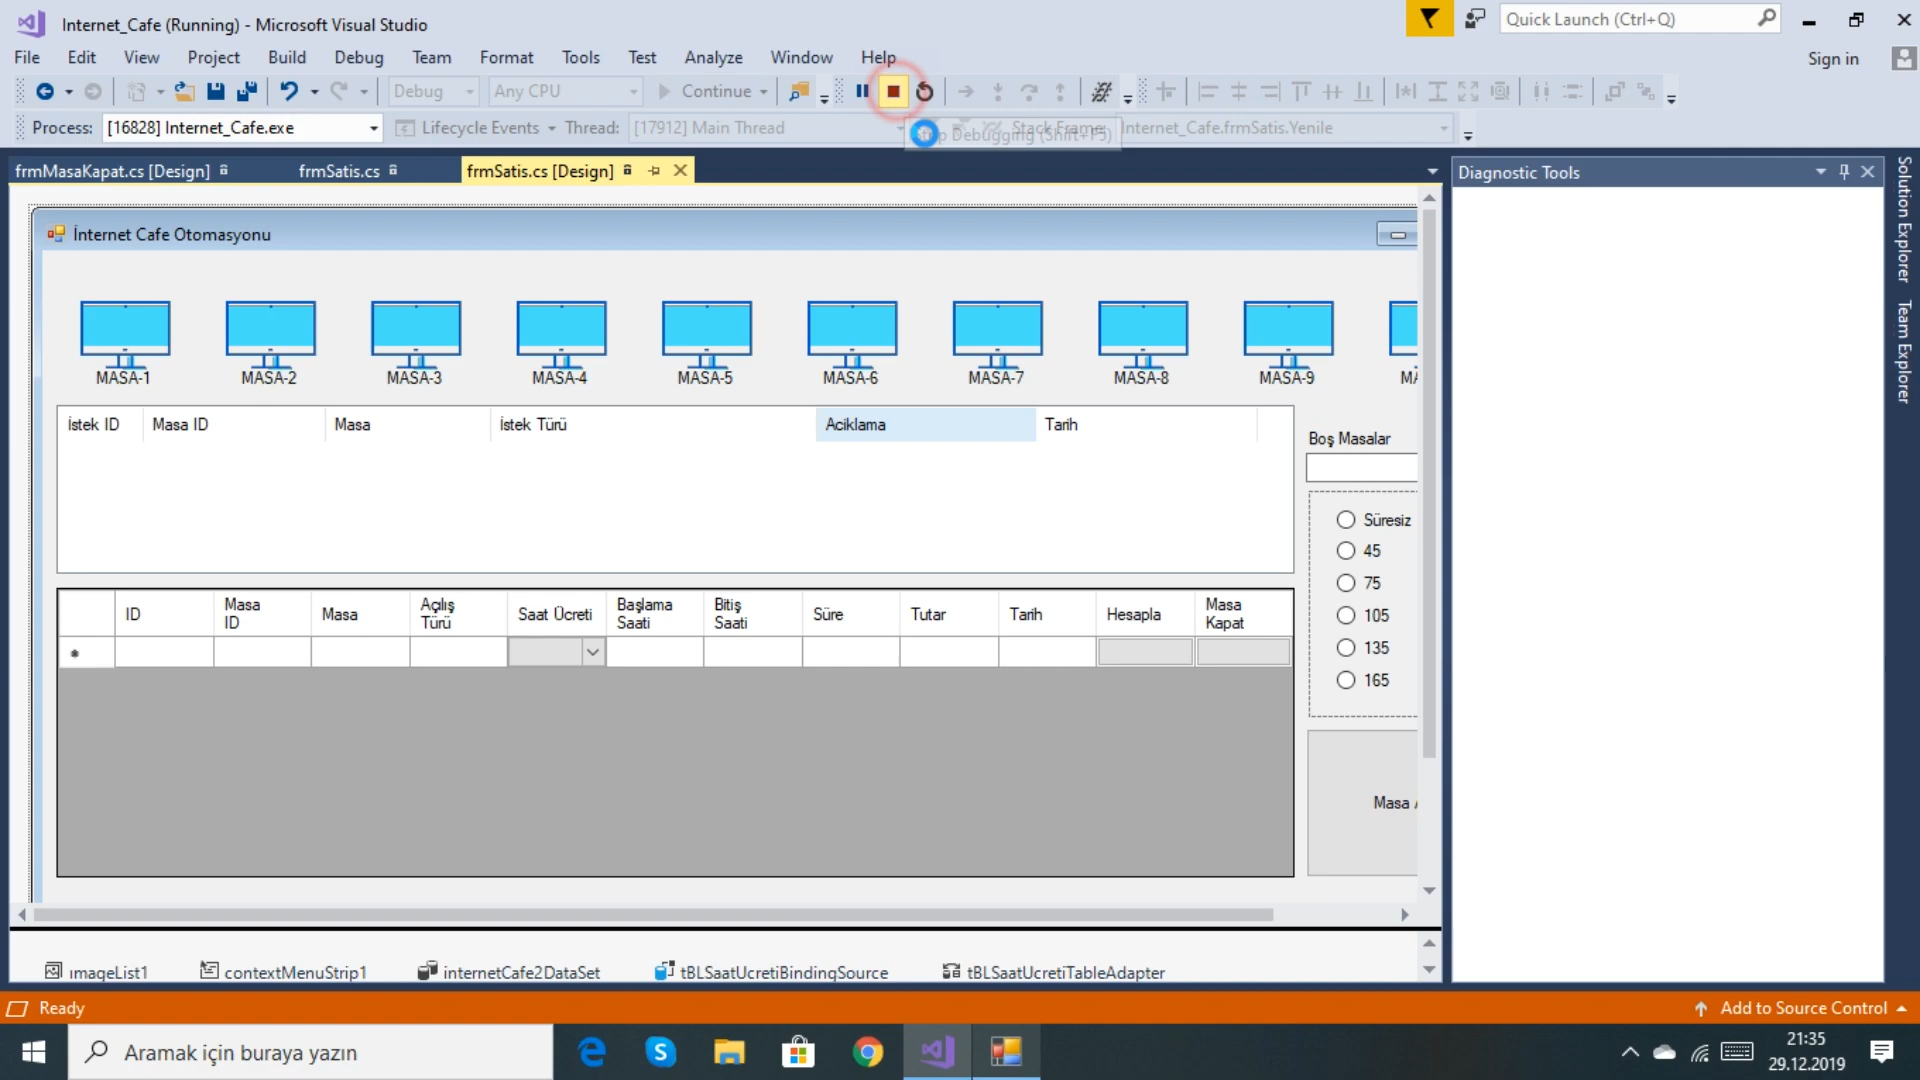 Internet_Cafe (Running) - Microsoft Visual Studio
Quick Launch (Ctrl+Q)
File Edit View Project Build Debug Team Format Tools Test Analyze Window Help
Sign in
Debug Any CPU Continue
Process: [16828] Internet_Cafe.exe Lifecycle Events Thread: [17912] Main Thread Stack Frame: Internet_Cafe.frmSatis.Yenile
Stop Debugging (Shift+F5)
frmMasaKapat.cs [Design] frmSatis.cs frmSatis.cs [Design]
Diagnostic Tools
Solution Explorer
Team Explorer
İnternet Cafe Otomasyonu
MASA-1 MASA-2 MASA-3 MASA-4 MASA-5 MASA-6 MASA-7 MASA-8 MASA-9
İstek ID Masa ID Masa İstek Türü Aciklama Tarih
Boş Masalar
Süresiz
45
75
105
135
165
ID Masa ID Masa Açılış Türü Saat Ücreti Başlama Saati Bitiş Saati Süre Tutar Tarih Hesapla Masa Kapat
Masa
imageList1 contextMenuStrip1 internetCafe2DataSet tBLSaatUcretiBindingSource tBLSaatUcretiTableAdapter
Ready
Add to Source Control
Aramak için buraya yazın
21:35
29.12.2019